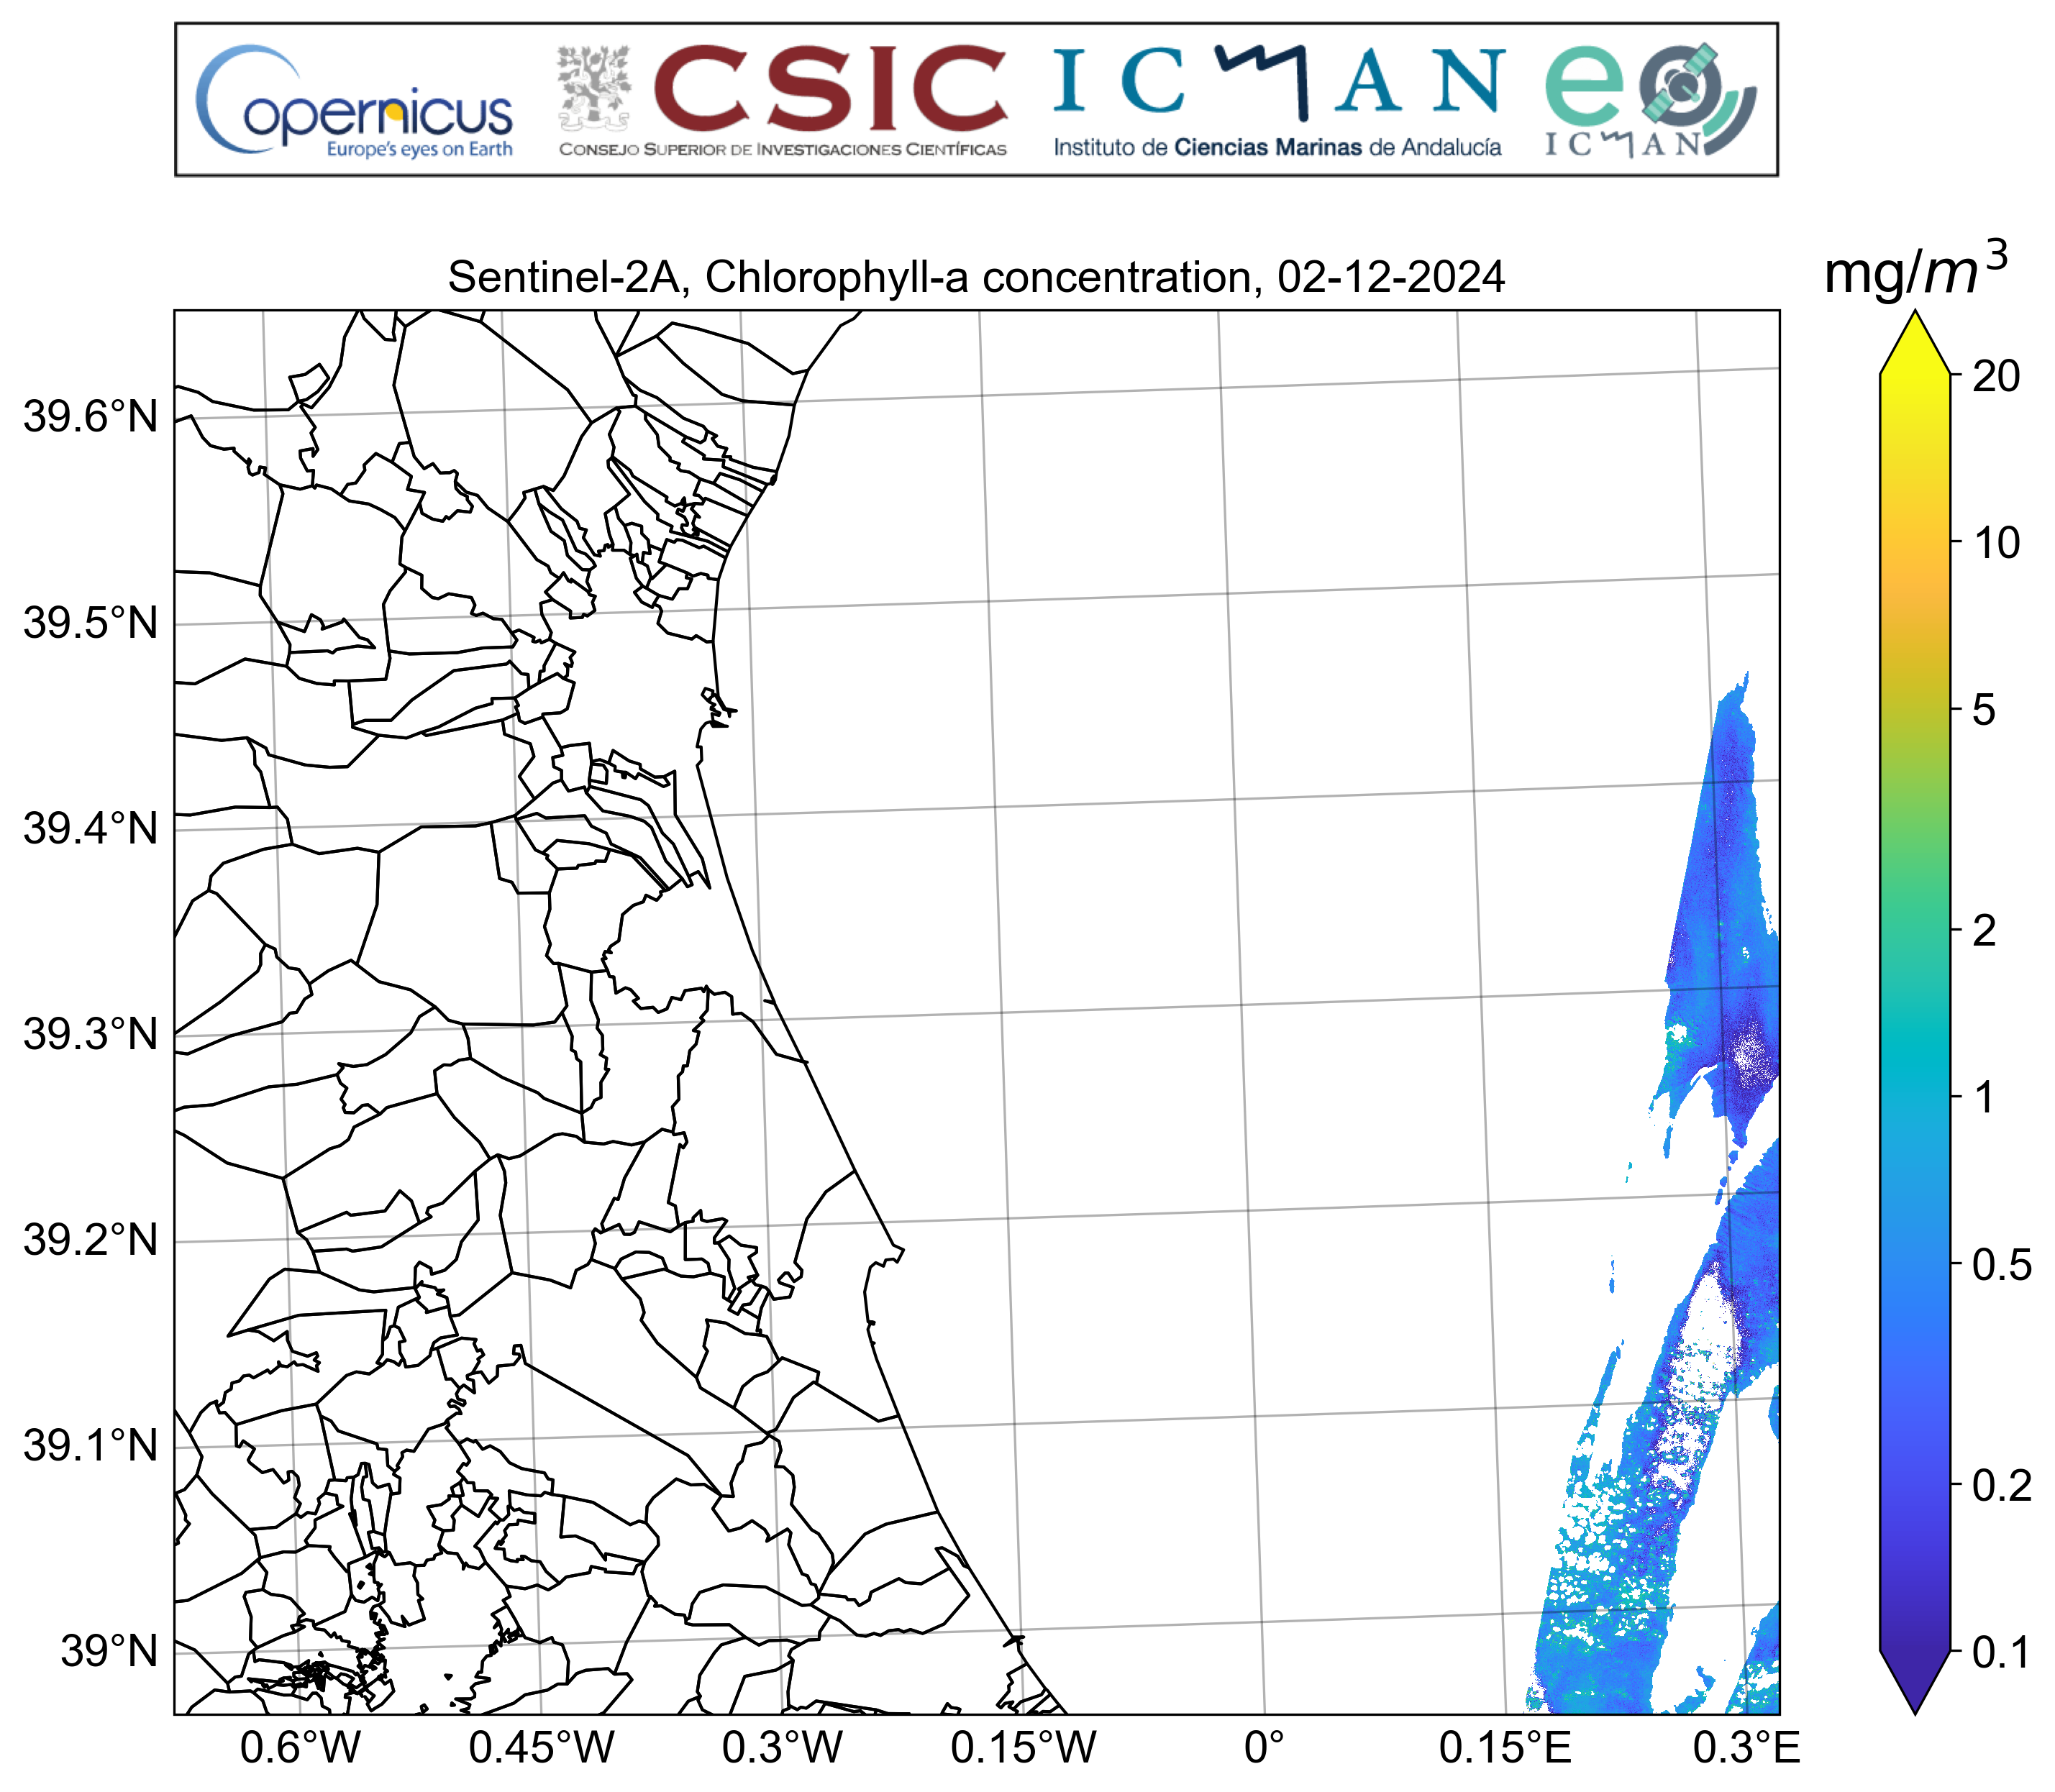 Copernicus
Europe's eyes on Earth
CSIC
CONSEJO SUPERIOR DE INVESTIGACIONES CIENTÍFICAS
ICMAN
Instituto de Ciencias Marinas de Andalucía
eo
ICMAN
Sentinel-2A, Chlorophyll-a concentration, 02-12-2024
mg/m³
39.6°N
39.5°N
39.4°N
39.3°N
39.2°N
39.1°N
39°N
0.6°W
0.45°W
0.3°W
0.15°W
0°
0.15°E
0.3°E
20
10
5
2
1
0.5
0.2
0.1